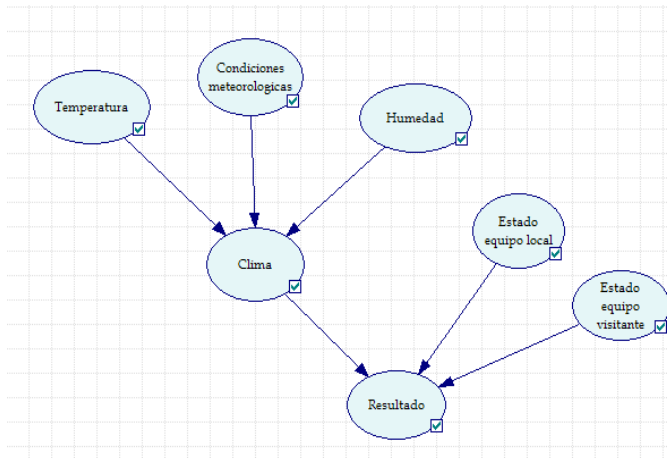 Condiciones
meteorologicas
Temperatura
Humedad
Estado
equipo local
Clima
Estado
equipo
visitante
Resultado